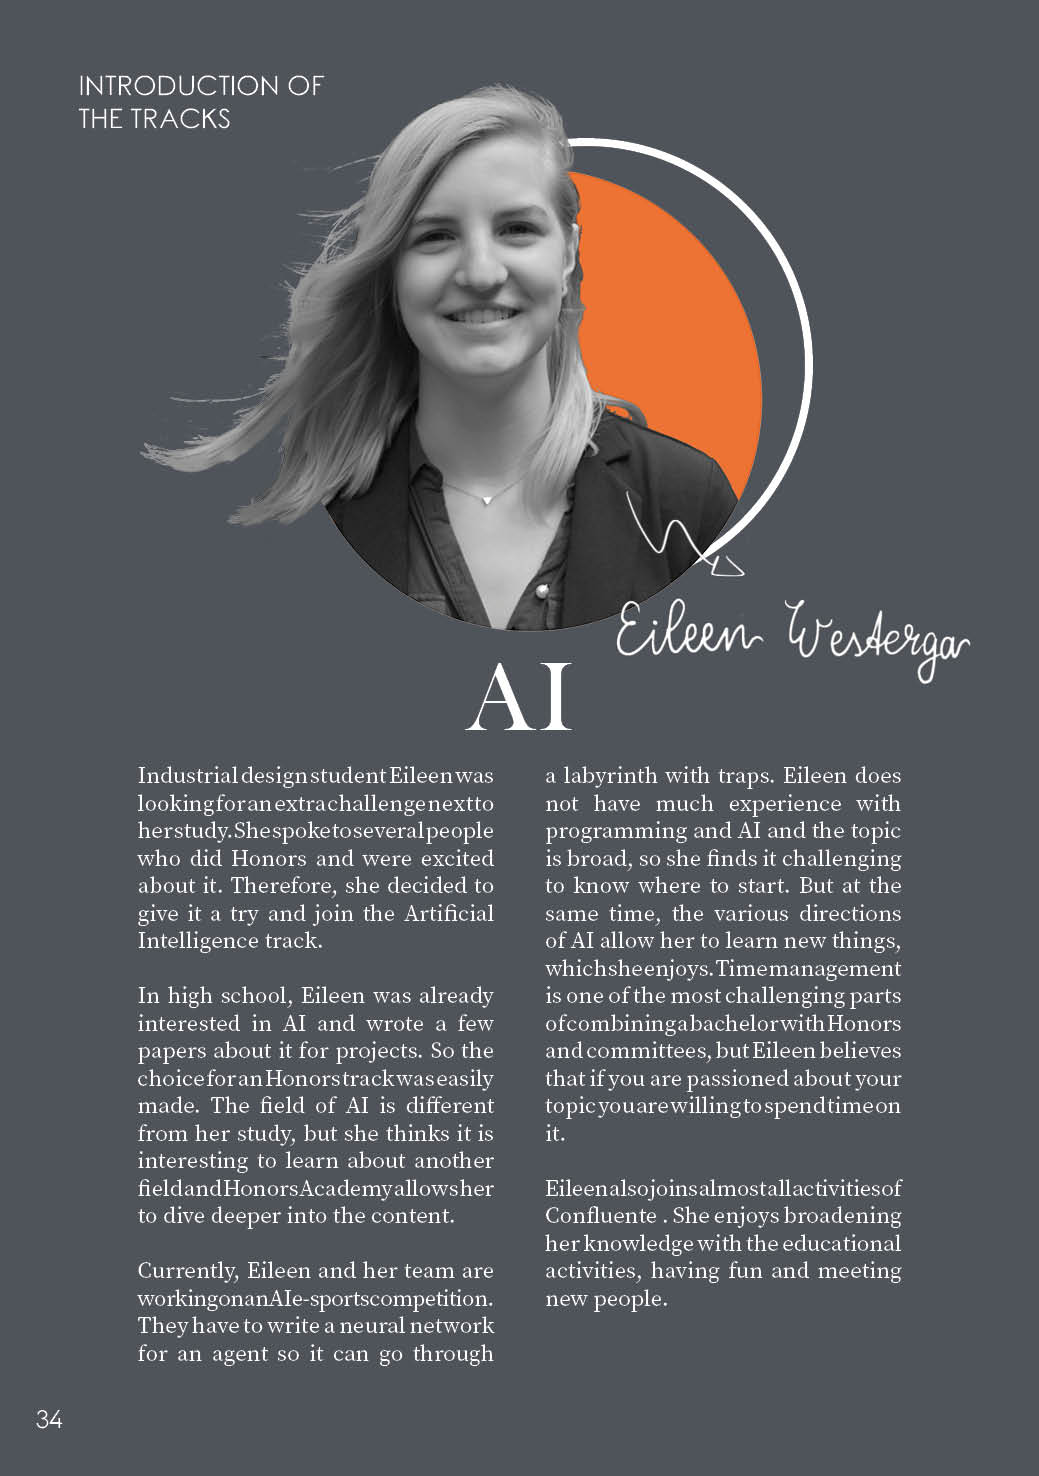 INTRODUCTION OF
THE TRACKS
Eileen Westerga
AI
Industrial design student Eileen was
looking for an extra challenge next to
her study. She spoke to several people
who did Honors and were excited
about it. Therefore, she decided to
give it a try and join the Artificial
Intelligence track.
In high school, Eileen was already
interested in AI and wrote a few
papers about it for projects. So the
choice for an Honors track was easily
made. The field of AI is different
from her study, but she thinks it is
interesting to learn about another
field and Honors Academy allows her
to dive deeper into the content.
Currently, Eileen and her team are
working on an AI e-sports competition.
They have to write a neural network
for an agent so it can go through
a labyrinth with traps. Eileen does
not have much experience with
programming and AI and the topic
is broad, so she finds it challenging
to know where to start. But at the
same time, the various directions
of AI allow her to learn new things,
which she enjoys. Time management
is one of the most challenging parts
of combining a bachelor with Honors
and committees, but Eileen believes
that if you are passioned about your
topic you are willing to spend time on
it.
Eileen also joins almost all activities of
Confluente . She enjoys broadening
her knowledge with the educational
activities, having fun and meeting
new people.
34